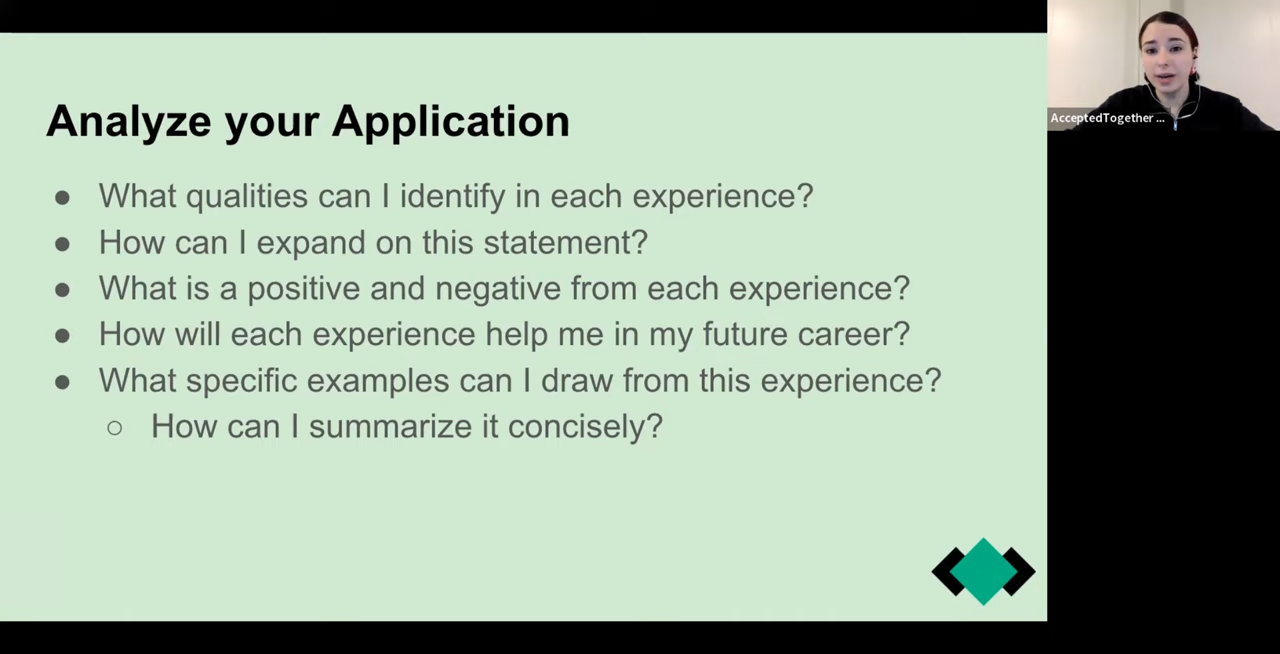 Analyze your Application
● What qualities can I identify in each experience?
● How can I expand on this statement?
● What is a positive and negative from each experience?
● How will each experience help me in my future career?
● What specific examples can I draw from this experience?
○ How can I summarize it concisely?
AcceptedTogether ...